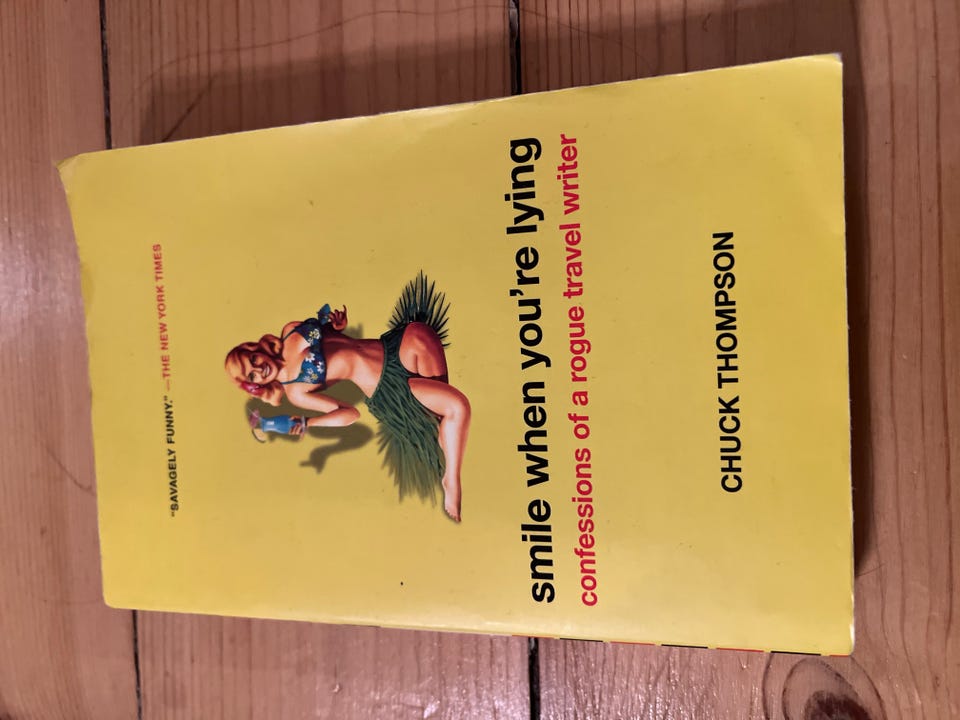 "SAVAGELY FUNNY." —THE NEW YORK TIMES
smile when you're lying
confessions of a rogue travel writer
CHUCK THOMPSON